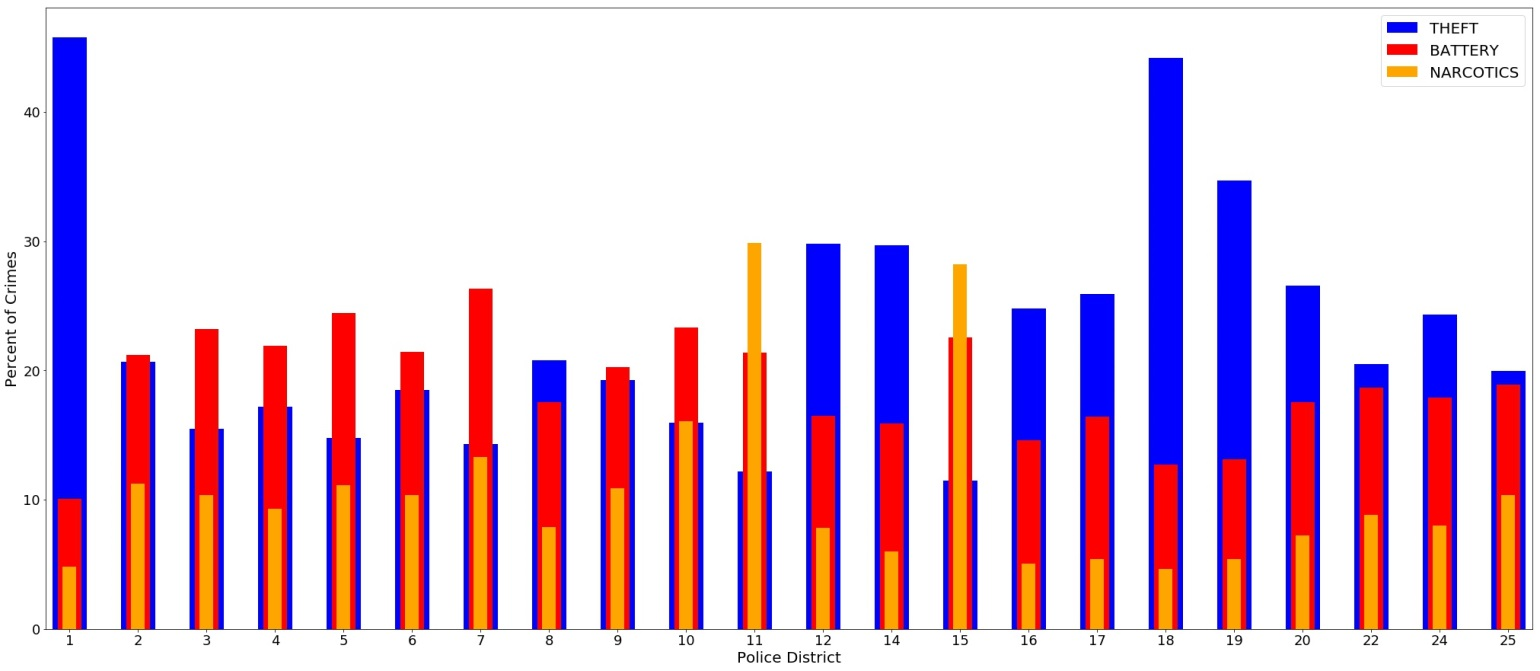 THEFT
BATTERY
NARCOTICS
Percent of Crimes
40
30
20
10
0
1 2 3 4 5 6 7 8 9 10 11 12 14 15 16 17 18 19 20 22 24 25
Police District